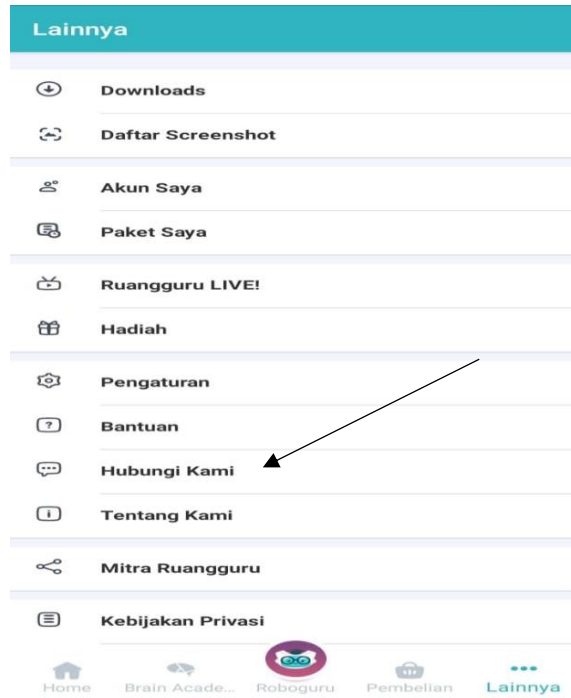 Lainnya
Downloads
Daftar Screenshot
Akun Saya
Paket Saya
Ruangguru LIVE!
Hadiah
Pengaturan
Bantuan
Hubungi Kami
Tentang Kami
Mitra Ruangguru
Kebijakan Privasi
Home Brain Acade... Roboguru Pembelian Lainnya